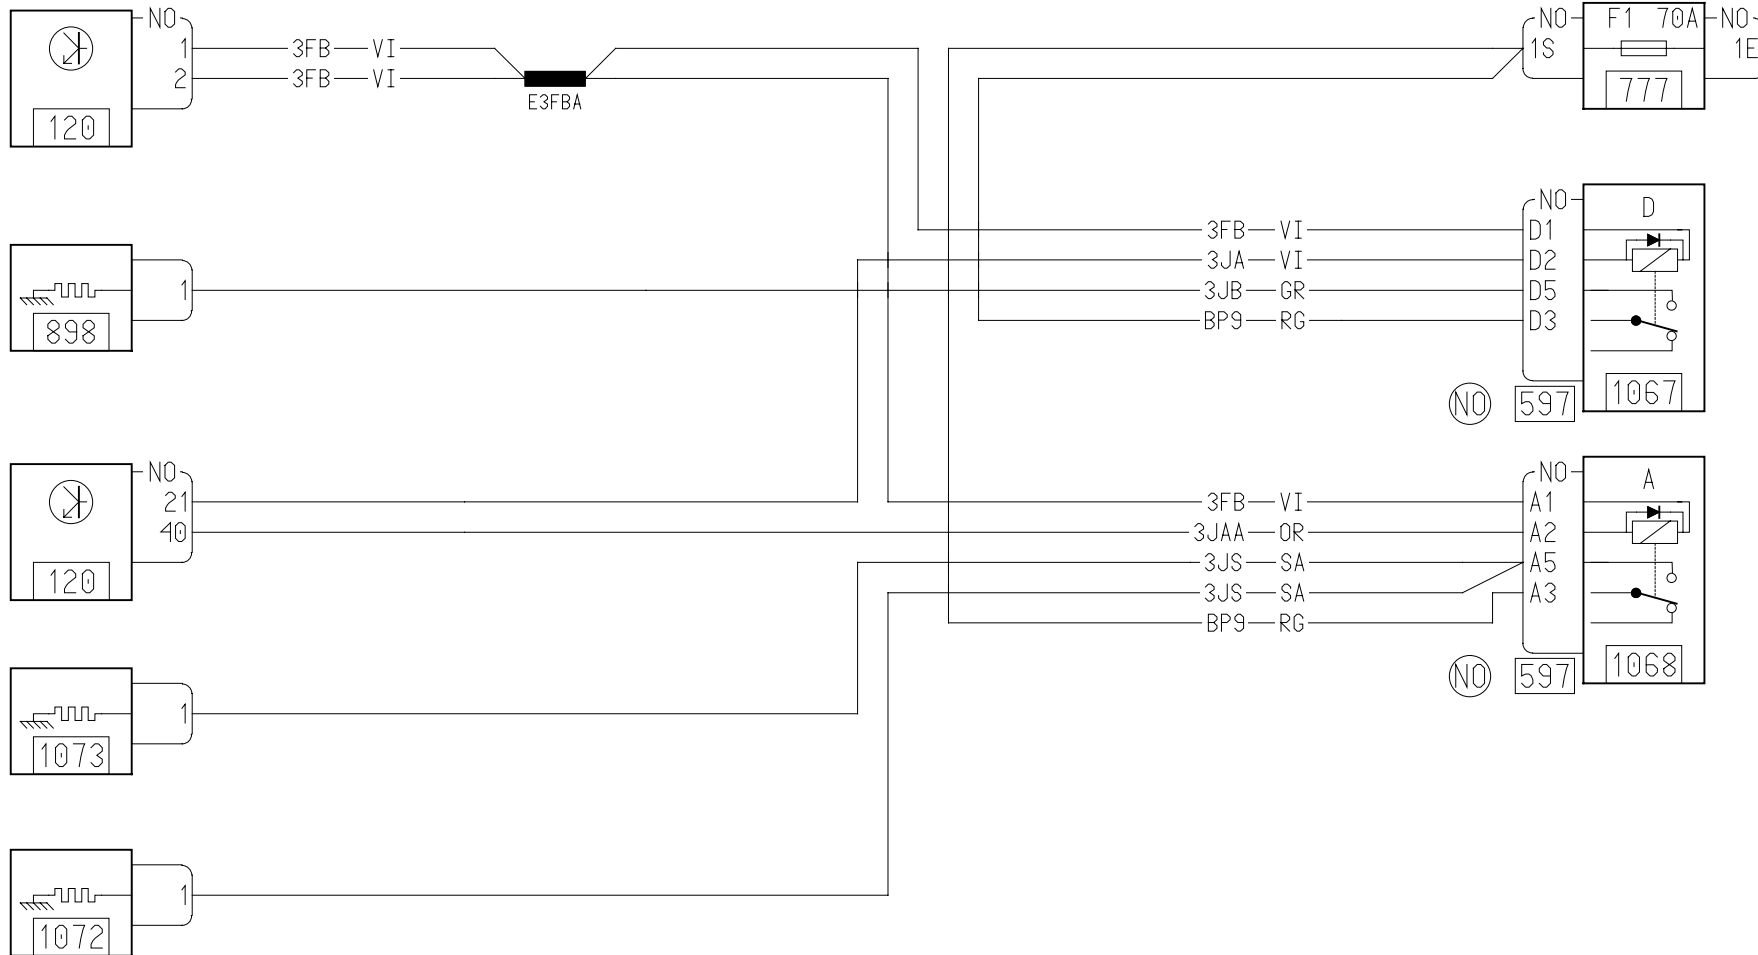 NO NO F1 70A NO
1 3FB VI 1S 1E
2 3FB VI
E3FBA 777
120
NO D
3FB VI D1
3JA VI D2
1 3JB GR D5
898 BP9 RG D3
1067
NO 597
NO NO A
21 3FB VI A1
40 3JAA OR A2
3JS SA A5
120 3JS SA A3
BP9 RG
1068
NO 597
1
1073
1
1072